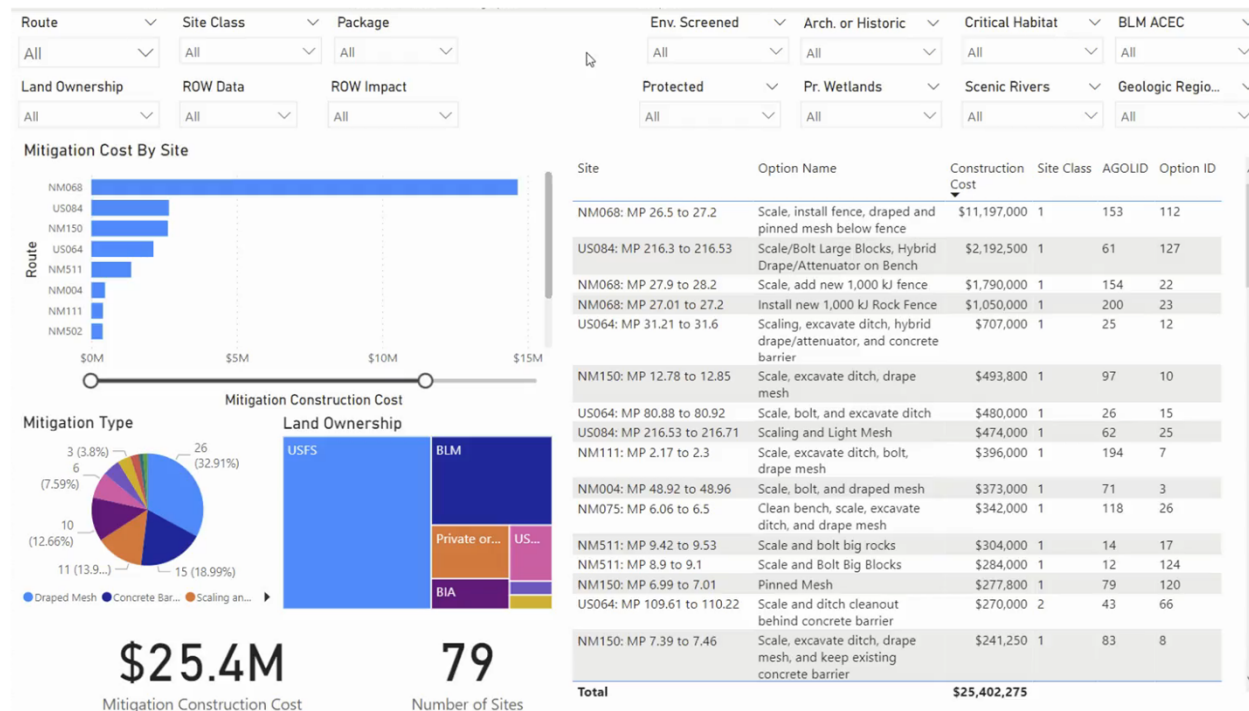 Route Site Class Package Env. Screened Arch. or Historic Critical Habitat BLM ACEC
All All All All All All All
Land Ownership ROW Data ROW Impact Protected Pr. Wetlands Scenic Rivers Geologic Regio...
All All All All All All All
Mitigation Cost By Site
Route
NM068
US084
NM150
US064
NM511
NM004
NM111
NM502
$0M $5M $10M $15M
Mitigation Construction Cost
Mitigation Type
3 (3.8%)
26
(32.91%)
6
(7.59%)
10
(12.66%)
11 (13.9...)
15 (18.99%)
Draped Mesh Concrete Bar... Scaling an...
Land Ownership
USFS
BLM
Private or...
US...
BIA
$25.4M
Mitigation Construction Cost
79
Number of Sites
Site Option Name Construction Site Class AGOLID Option ID
Cost
NM068: MP 26.5 to 27.2 Scale, install fence, draped and $11,197,000 1 153 112
pinned mesh below fence
US084: MP 216.3 to 216.53 Scale/Bolt Large Blocks, Hybrid $2,192,500 1 61 127
Drape/Attenuator on Bench
NM068: MP 27.9 to 28.2 Scale, add new 1,000 kJ fence $1,790,000 1 154 22
NM068: MP 27.01 to 27.2 Install new 1,000 kJ Rock Fence $1,050,000 1 200 23
US064: MP 31.21 to 31.6 Scaling, excavate ditch, hybrid $707,000 1 25 12
drape/attenuator, and concrete
barrier
NM150: MP 12.78 to 12.85 Scale, excavate ditch, drape $493,800 1 97 10
mesh
US064: MP 80.88 to 80.92 Scale, bolt, and excavate ditch $480,000 1 26 15
US084: MP 216.53 to 216.71 Scaling and Light Mesh $474,000 1 62 25
NM111: MP 2.17 to 2.3 Scale, excavate ditch, bolt, $396,000 1 194 7
drape mesh
NM004: MP 48.92 to 48.96 Scale, bolt, and draped mesh $373,000 1 71 3
NM075: MP 6.06 to 6.5 Clean bench, scale, excavate $342,000 1 118 26
ditch, and drape mesh
NM511: MP 9.42 to 9.53 Scale and bolt big rocks $304,000 1 14 17
NM511: MP 8.9 to 9.1 Scale and Bolt Big Blocks $284,000 1 12 124
NM150: MP 6.99 to 7.01 Pinned Mesh $277,800 1 79 120
US064: MP 109.61 to 110.22 Scale and ditch cleanout $270,000 2 43 66
behind concrete barrier
NM150: MP 7.39 to 7.46 Scale, excavate ditch, drape $241,250 1 83 8
mesh, and keep existing
concrete barrier
Total $25,402,275